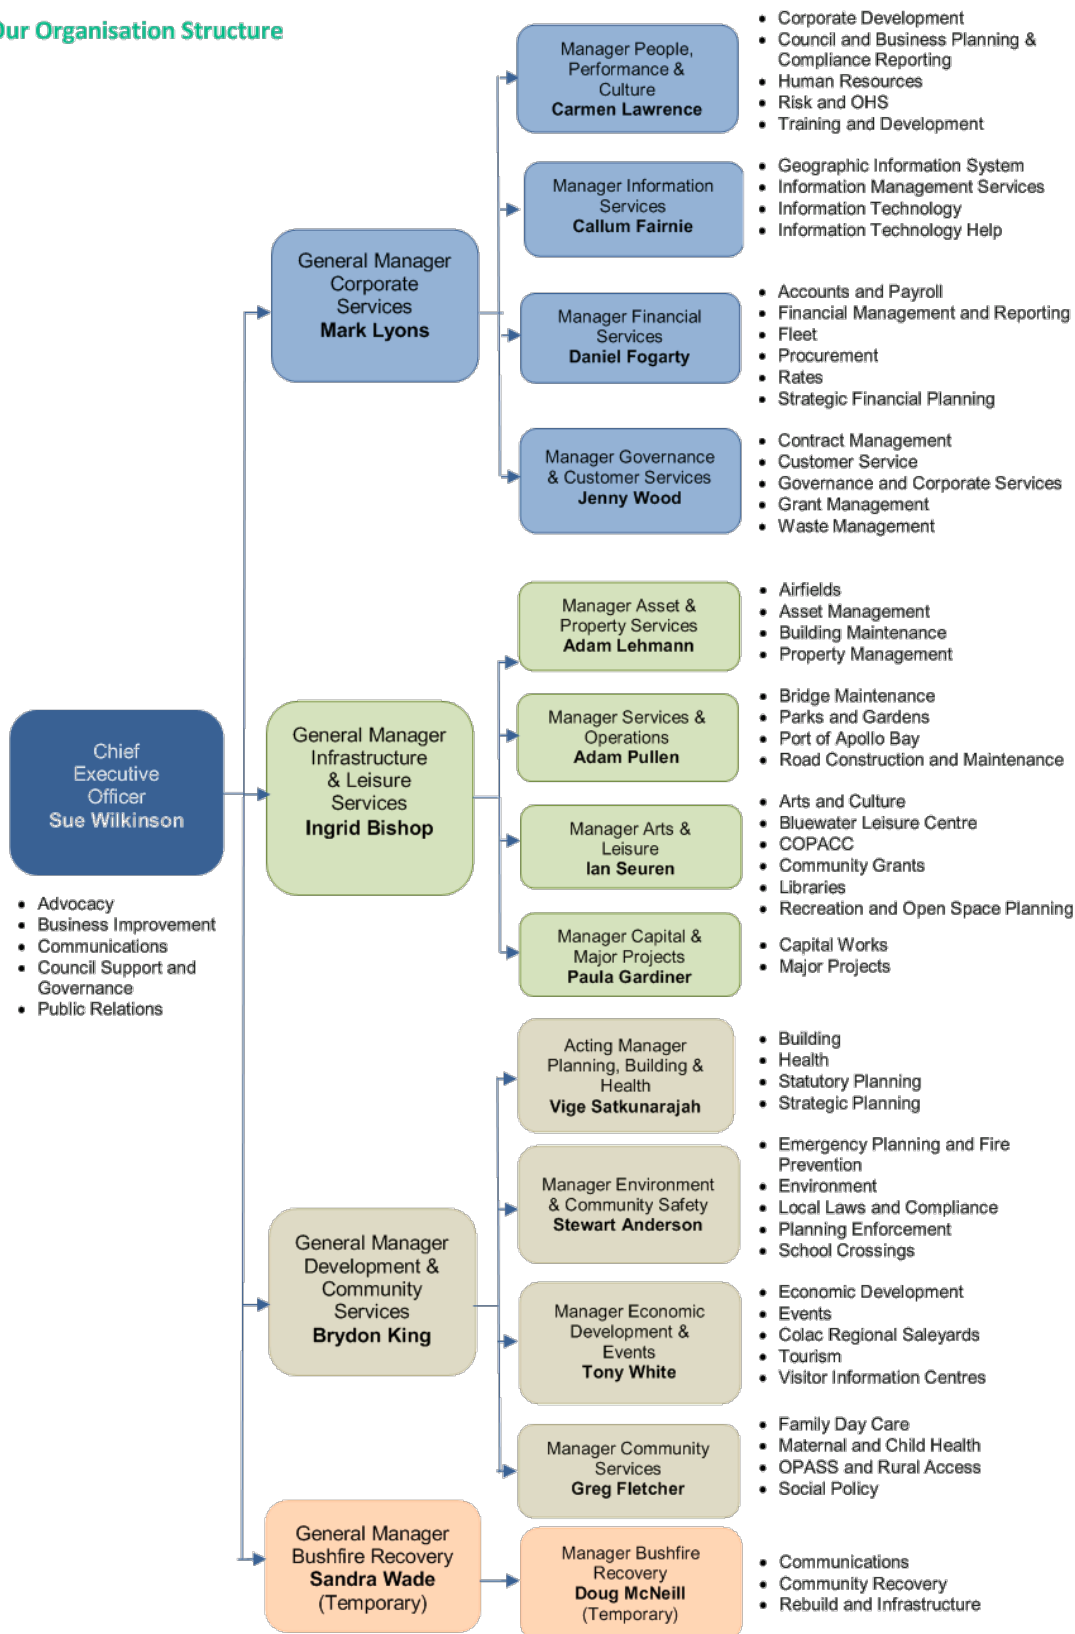 Our Organisation Structure
Manager People,
Performance &
Culture
Carmen Lawrence
• Corporate Development
• Council and Business Planning &
Compliance Reporting
• Human Resources
• Risk and OHS
• Training and Development
Manager Information
Services
Callum Fairnie
• Geographic Information System
• Information Management Services
• Information Technology
• Information Technology Help
General Manager
Corporate
Services
Mark Lyons
Manager Financial
Services
Daniel Fogarty
• Accounts and Payroll
• Financial Management and Reporting
• Fleet
• Procurement
• Rates
• Strategic Financial Planning
Manager Governance
& Customer Services
Jenny Wood
• Contract Management
• Customer Service
• Governance and Corporate Services
• Grant Management
• Waste Management
Manager Asset &
Property Services
Adam Lehmann
• Airfields
• Asset Management
• Building Maintenance
• Property Management
Chief
Executive
Officer
Sue Wilkinson
• Advocacy
• Business Improvement
• Communications
• Council Support and
Governance
• Public Relations
General Manager
Infrastructure
& Leisure
Services
Ingrid Bishop
Manager Services &
Operations
Adam Pullen
• Bridge Maintenance
• Parks and Gardens
• Port of Apollo Bay
• Road Construction and Maintenance
Manager Arts &
Leisure
Ian Seuren
• Arts and Culture
• Bluewater Leisure Centre
• COPACC
• Community Grants
• Libraries
• Recreation and Open Space Planning
Manager Capital &
Major Projects
Paula Gardiner
• Capital Works
• Major Projects
Acting Manager
Planning, Building &
Health
Vige Satkunarajah
• Building
• Health
• Statutory Planning
• Strategic Planning
Manager Environment
& Community Safety
Stewart Anderson
• Emergency Planning and Fire
Prevention
• Environment
• Local Laws and Compliance
• Planning Enforcement
• School Crossings
General Manager
Development &
Community
Services
Brydon King
Manager Economic
Development &
Events
Tony White
• Economic Development
• Events
• Colac Regional Saleyards
• Tourism
• Visitor Information Centres
Manager Community
Services
Greg Fletcher
• Family Day Care
• Maternal and Child Health
• OPASS and Rural Access
• Social Policy
General Manager
Bushfire Recovery
Sandra Wade
(Temporary)
Manager Bushfire
Recovery
Doug McNeill
(Temporary)
• Communications
• Community Recovery
• Rebuild and Infrastructure